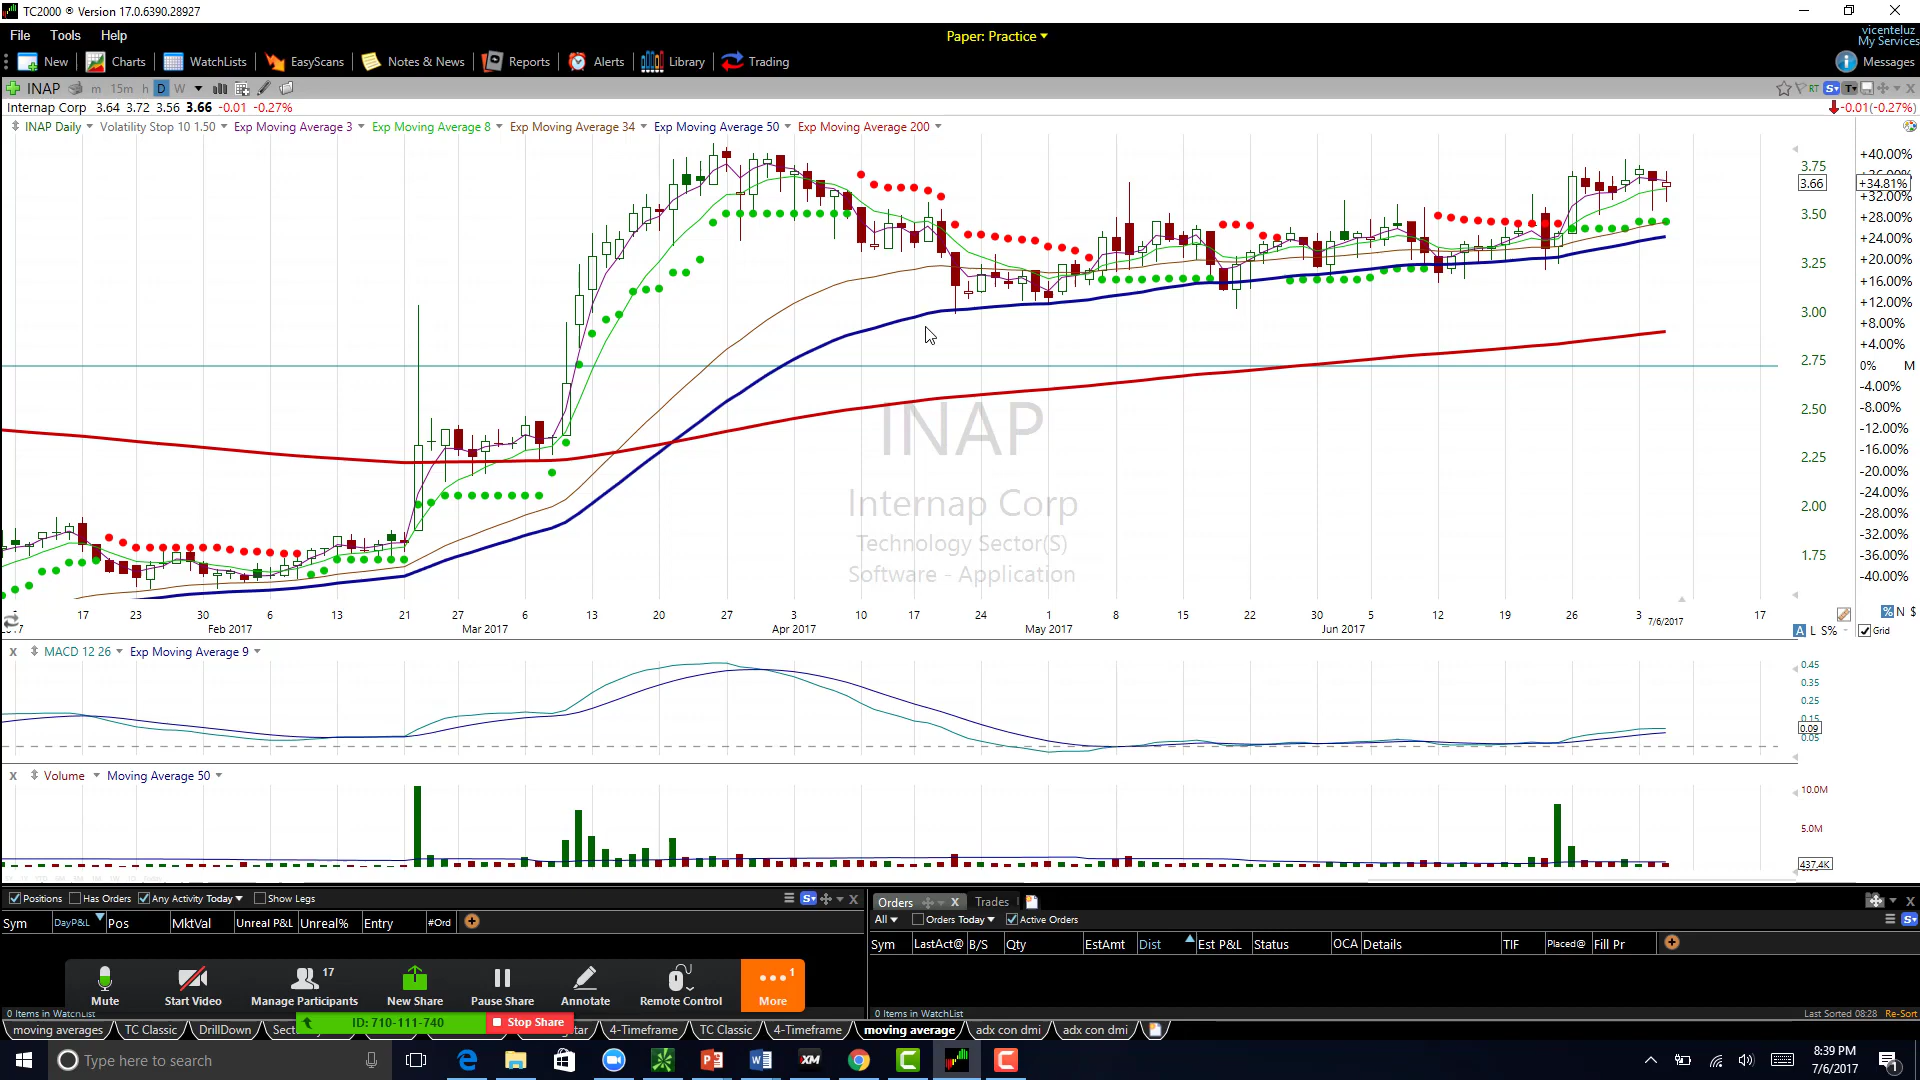 TC2000 ® Version 17.0.6390.28927
File Tools Help
Paper: Practice
vicenteluz
My Services
New Charts WatchLists EasyScans Notes & News Reports Alerts Library Trading
Messages
INAP m 15m h D W
RT S T
Internap Corp 3.64 3.72 3.56 3.66 -0.01 -0.27%
-0.01(-0.27%)
INAP Daily Volatility Stop 10 1.50 Exp Moving Average 3 Exp Moving Average 8 Exp Moving Average 34 Exp Moving Average 50 Exp Moving Average 200
3.75
3.66
3.50
3.25
3.00
2.75
2.50
2.25
2.00
1.75
+40.00%
+34.81%
+32.00%
+28.00%
+24.00%
+20.00%
+16.00%
+12.00%
+8.00%
+4.00%
0% M
-4.00%
-8.00%
-12.00%
-16.00%
-20.00%
-24.00%
-28.00%
-32.00%
-36.00%
-40.00%
INAP
Internap Corp
Technology Sector(S)
Software - Application
17 23 30 6 13 21 27 6 13 20 27 3 10 17 24 1 8 15 22 30 5 12 19 26 3 7/6/2017 17
Feb 2017 Mar 2017 Apr 2017 May 2017 Jun 2017
% N $
A L S% Grid
X MACD 12 26 Exp Moving Average 9
0.45
0.35
0.25
0.15
0.09
0.05
X Volume Moving Average 50
10.0M
5.0M
437.4K
Positions Has Orders Any Activity Today Show Legs
Sym DayP&L Pos MktVal Unreal P&L Unreal% Entry #Ord
Orders X Trades
All Orders Today Active Orders
Sym LastAct@ B/S Qty EstAmt Dist Est P&L Status OCA Details TIF Placed@ Fill Pr
17
1
Mute Start Video Manage Participants New Share Pause Share Annotate Remote Control More
0 Items in WatchList
0 Items in WatchList
Last Sorted 08:28 Re-Sort
ID: 710-111-740 Stop Share
moving averages TC Classic DrillDown Sect tar 4-Timeframe TC Classic 4-Timeframe moving average adx con dmi adx con dmi
Type here to search
XM
8:39 PM
7/6/2017
1